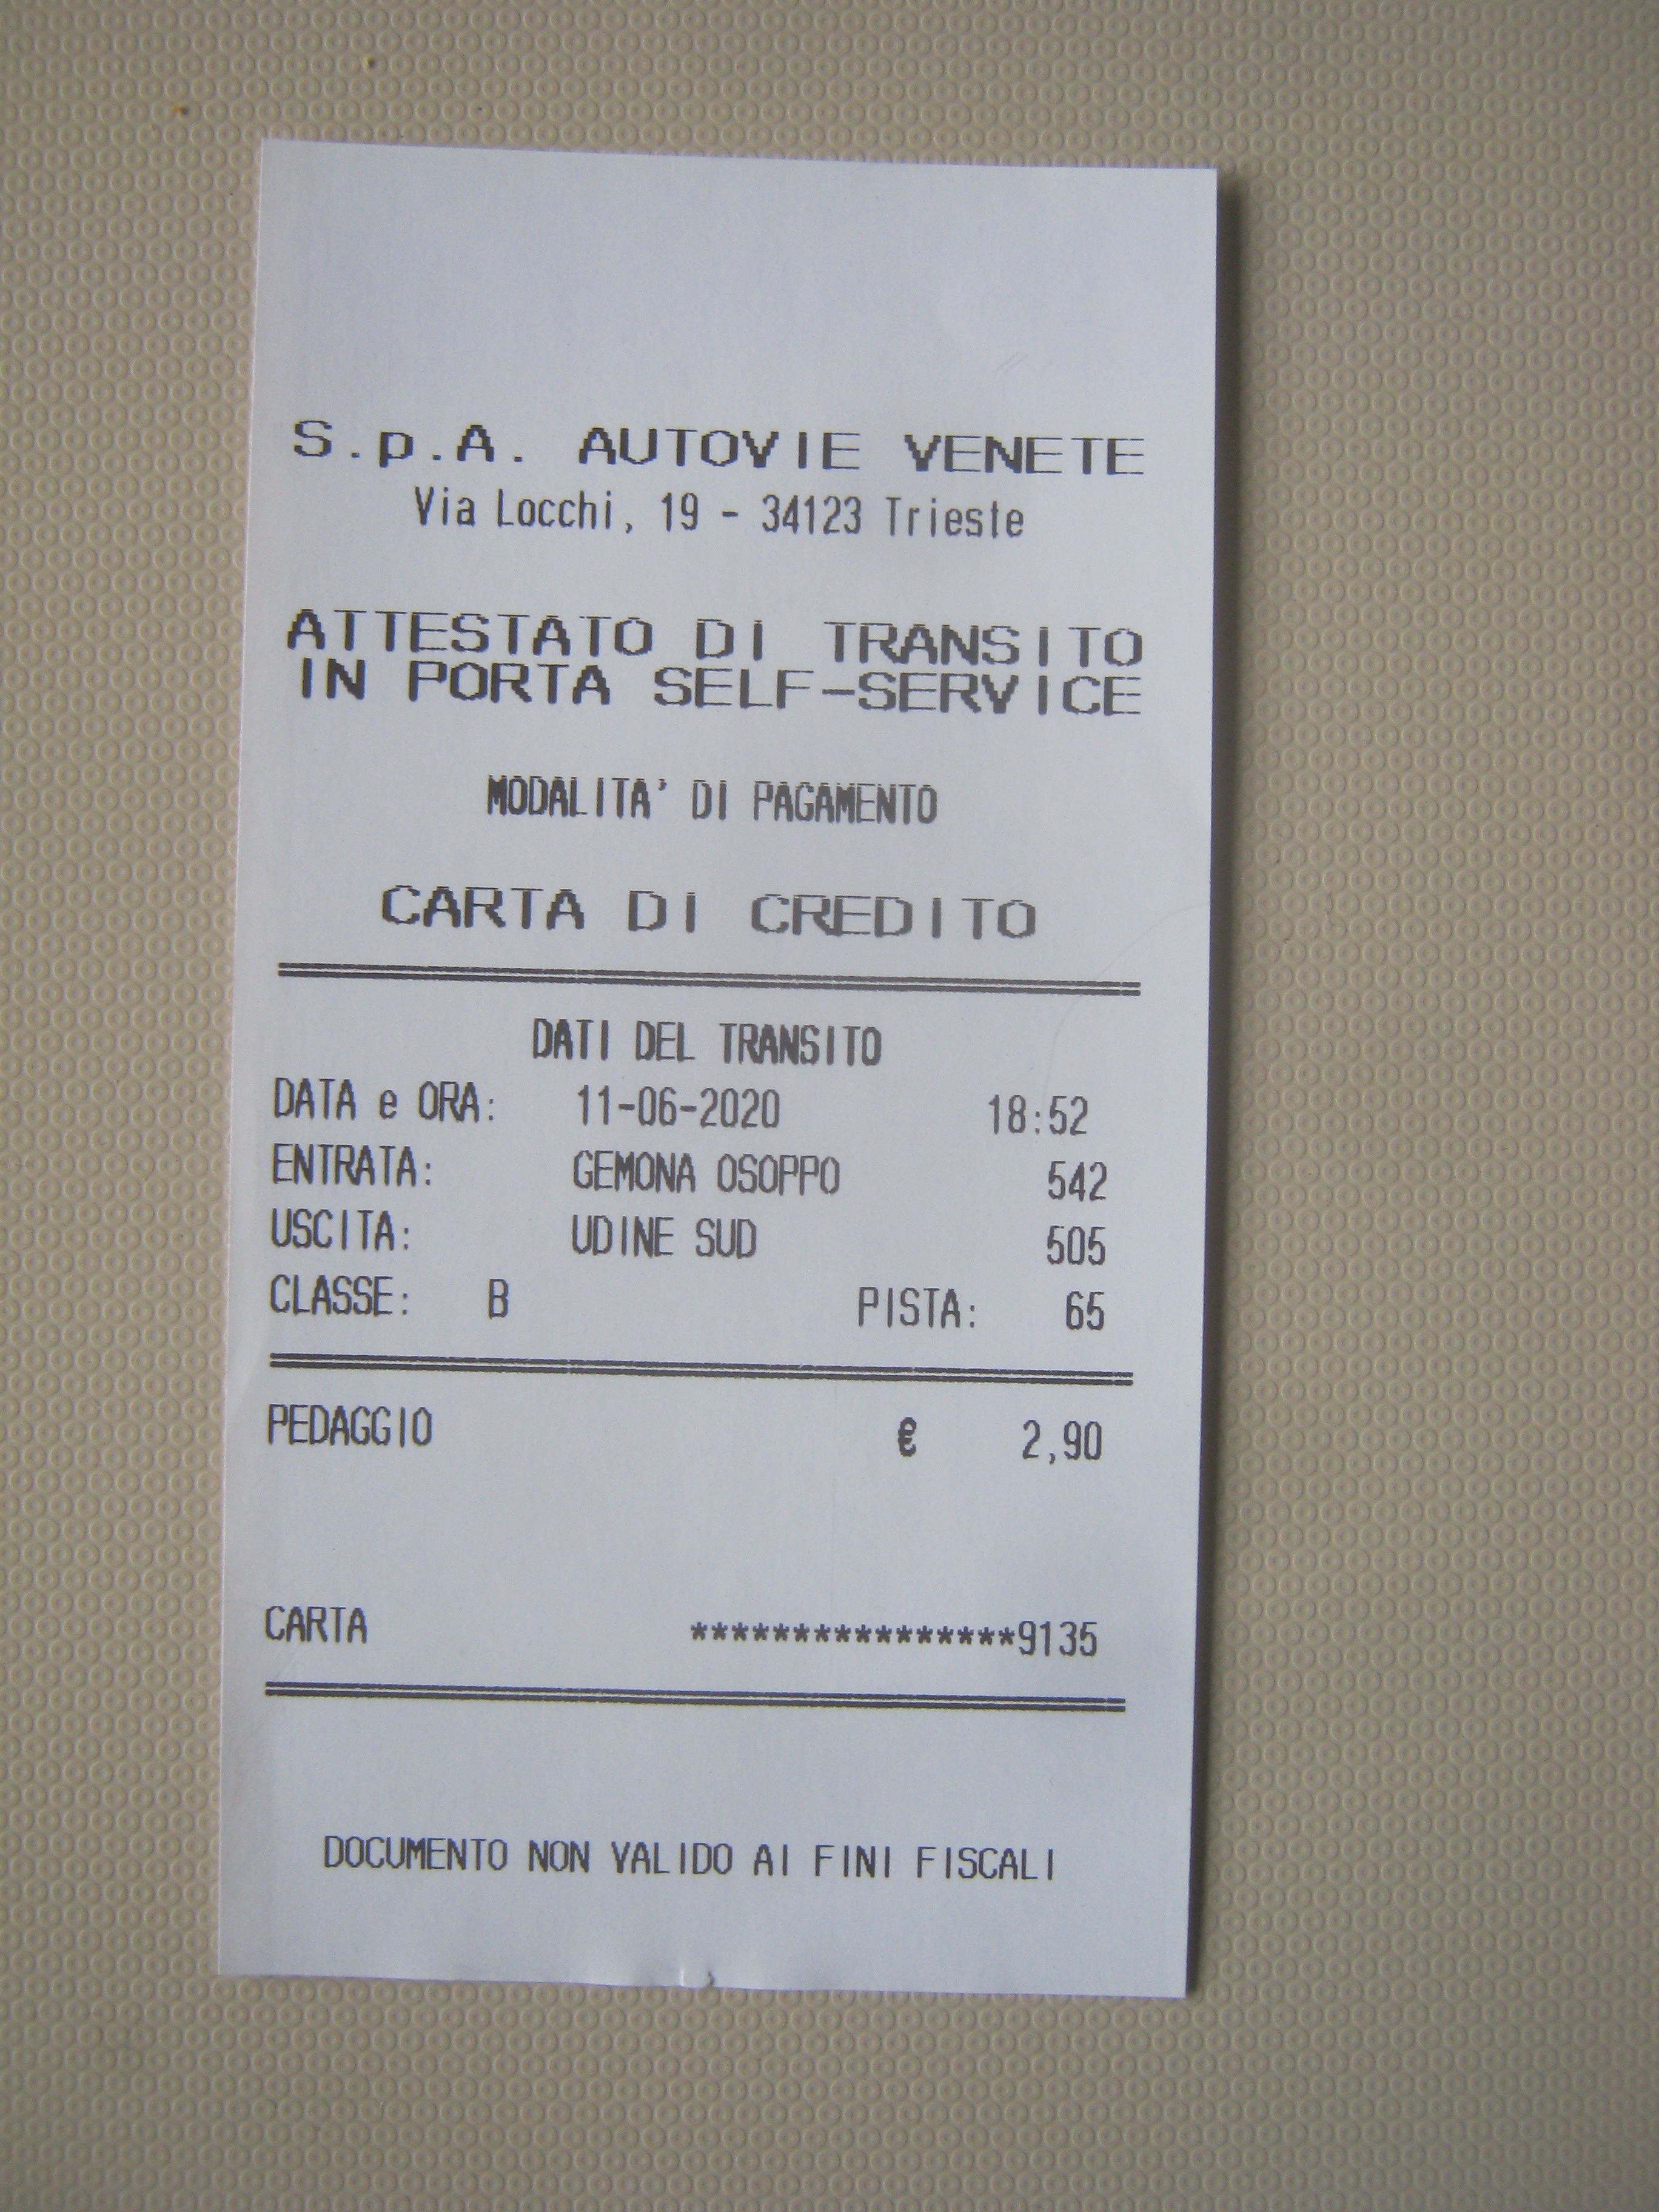 S.p.A. AUTOVIE VENETE
Via Locchi, 19 - 34123 Trieste
ATTESTATO DI TRANSITO
IN PORTA SELF-SERVICE
MODALITA' DI PAGAMENTO
CARTA DI CREDITO
DATI DEL TRANSITO
DATA e ORA: 11-06-2020 18:52
ENTRATA: GEMONA OSOPPO 542
USCITA: UDINE SUD 505
CLASSE: B PISTA: 65
PEDAGGIO € 2,90
CARTA ****************9135
DOCUMENTO NON VALIDO AI FINI FISCALI